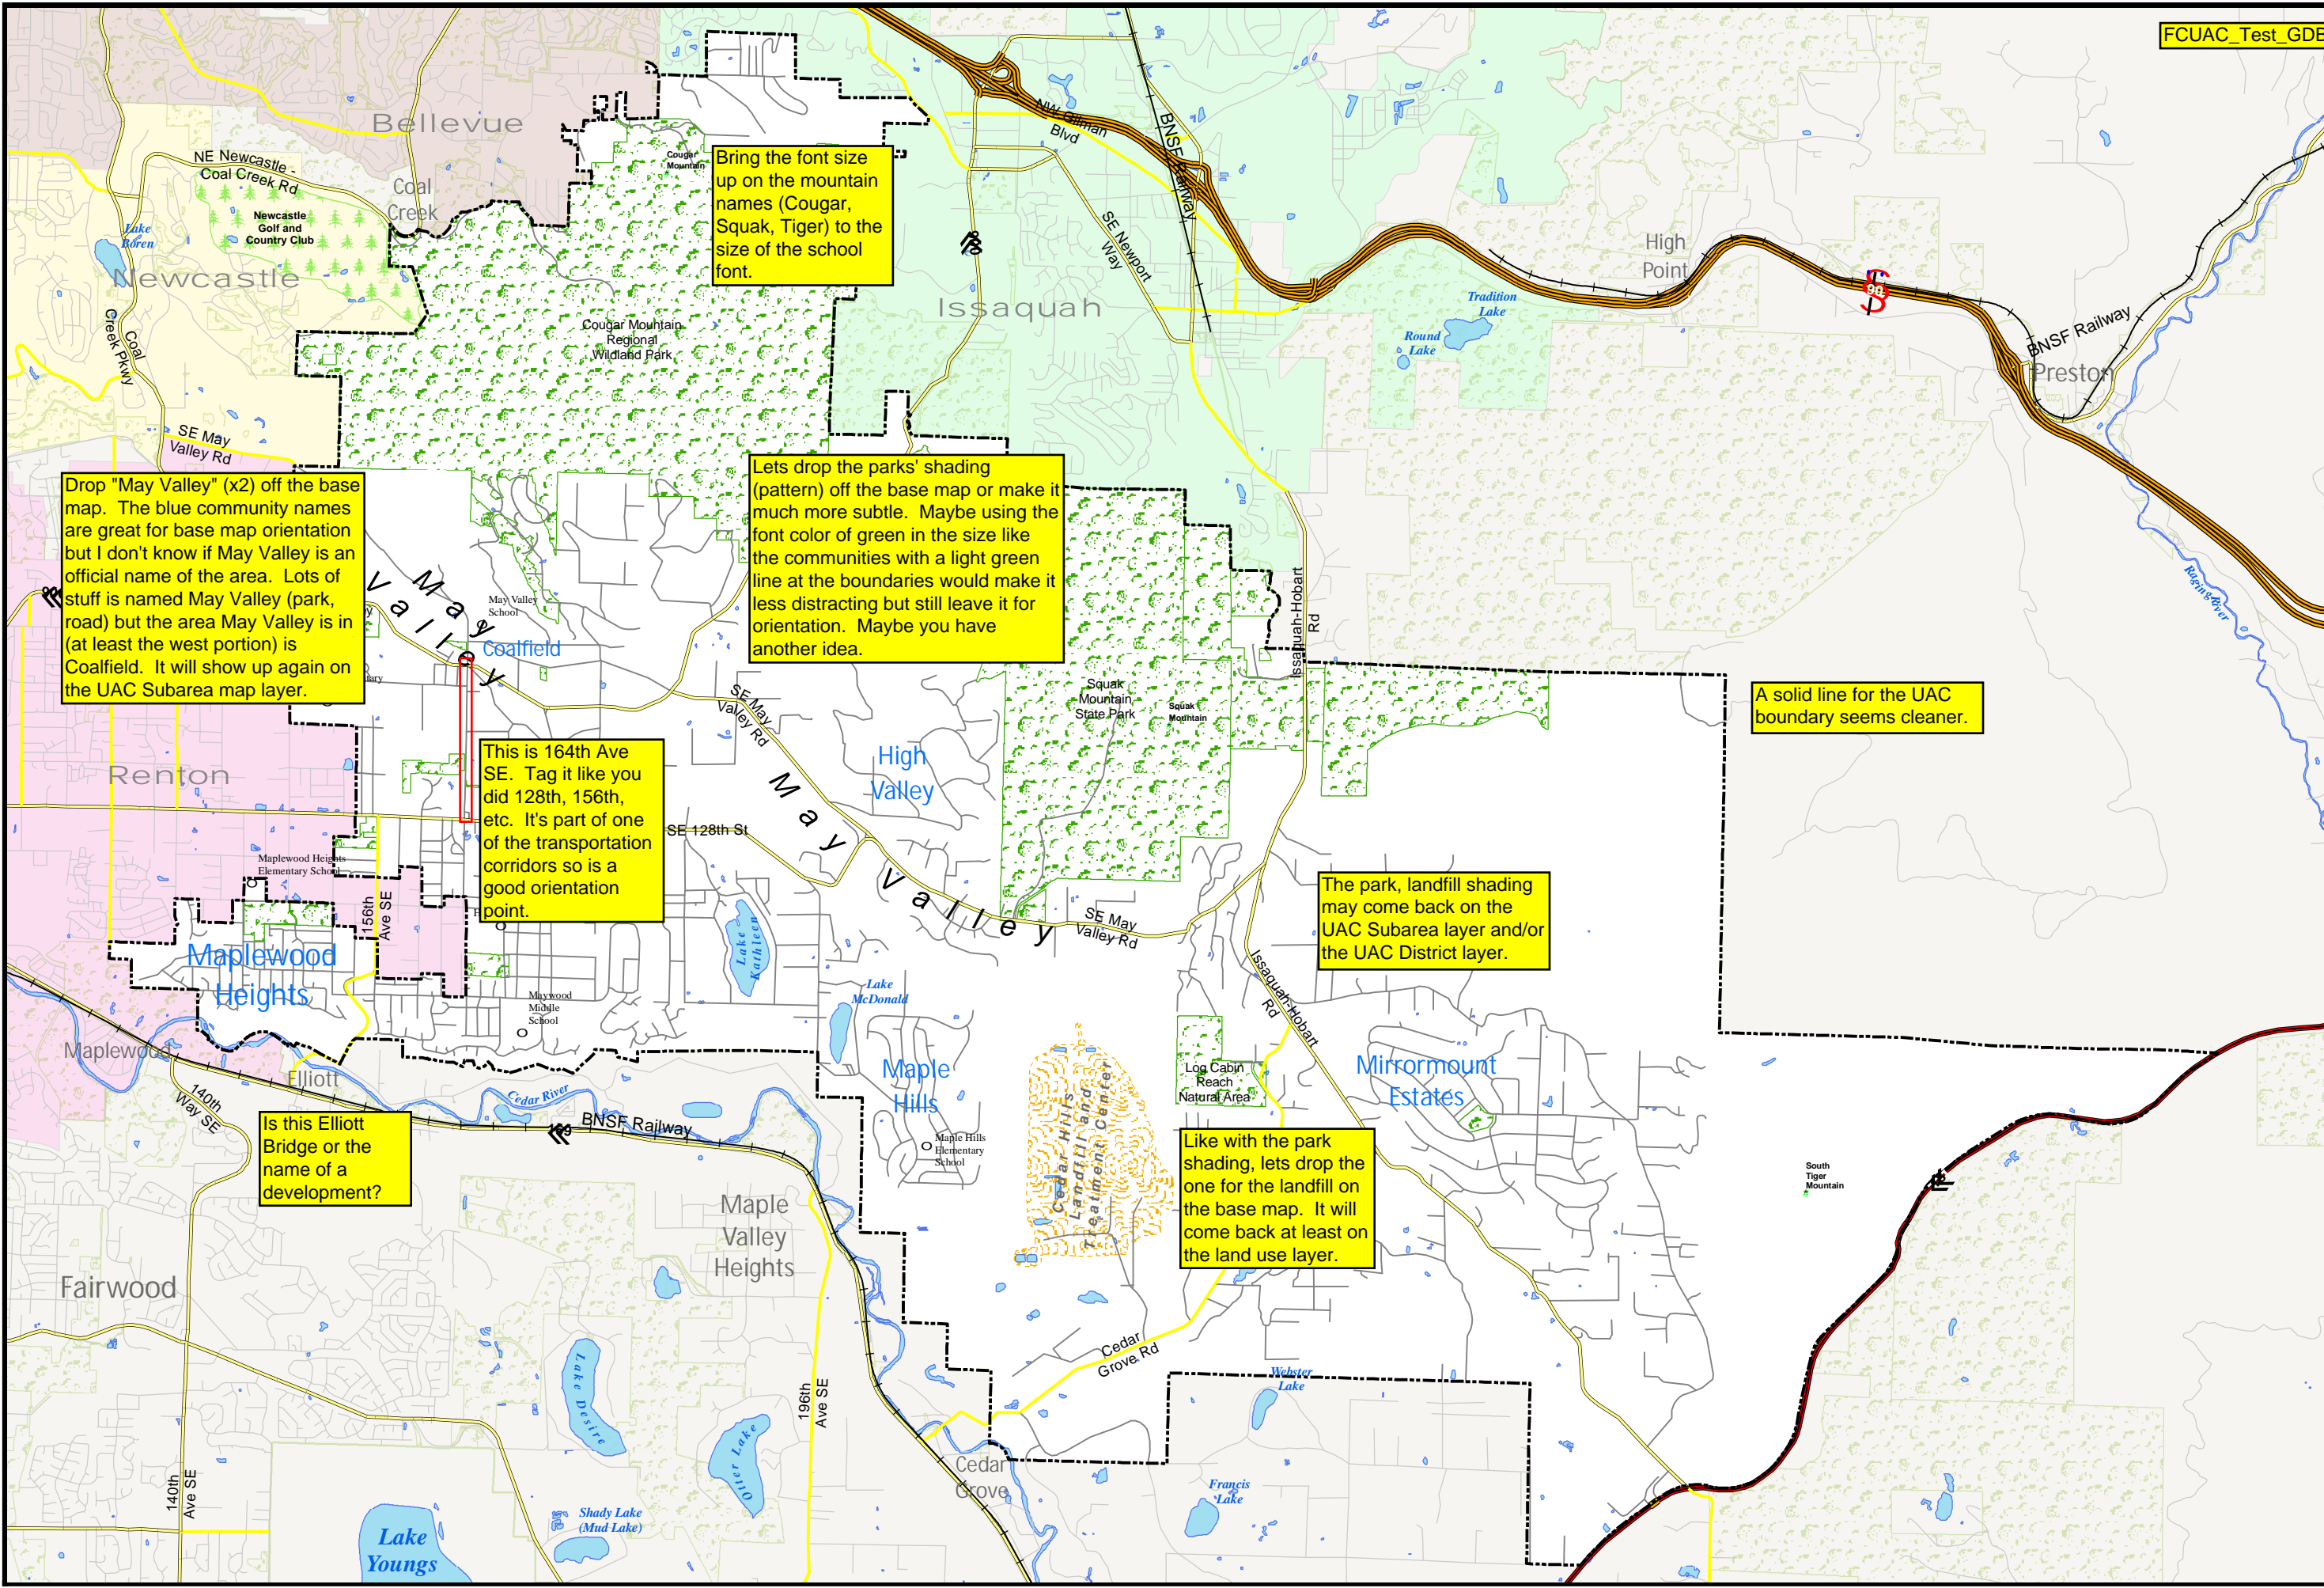 FCUAC_Test_GDB
Bellevue
NW Gilman
Blvd
BNSF Railway
NE Newcastle -
Coal Creek Rd
Coal
Creek
Cougar
Mountain
Bring the font size
up on the mountain
names (Cougar,
Squak, Tiger) to the
size of the school
font.
Newcastle
Golf and
Country Club
Lake
Boren
Newcastle
SE Newport
Way
High
Point
Issaquah
Tradition
Lake
Round
Lake
90
Coal
Creek Pkwy
Cougar Mountain
Regional
Wildland Park
BNSF Railway
Preston
SE May
Valley Rd
Drop "May Valley" (x2) off the base
map. The blue community names
are great for base map orientation
but I don't know if May Valley is an
official name of the area. Lots of
stuff is named May Valley (park,
road) but the area May Valley is in
(at least the west portion) is
Coalfield. It will show up again on
the UAC Subarea map layer.
Lets drop the parks' shading
(pattern) off the base map or make it
much more subtle. Maybe using the
font color of green in the size like
the communities with a light green
line at the boundaries would make it
less distracting but still leave it for
orientation. Maybe you have
another idea.
Raging River
May
Valley
May Valley
School
Coalfield
Issaquah-Hobart
Rd
Squak
Mountain
State Park
Squak
Mountain
A solid line for the UAC
boundary seems cleaner.
SE May
Valley Rd
Renton
This is 164th Ave
SE. Tag it like you
did 128th, 156th,
etc. It's part of one
of the transportation
corridors so is a
good orientation
point.
High
Valley
May
Valley
SE 128th St
Maplewood Heights
Elementary School
156th
Ave SE
The park, landfill shading
may come back on the
UAC Subarea layer and/or
the UAC District layer.
SE May
Valley Rd
Maplewood
Heights
Lake
Kathleen
Issaquah-Hobart
Rd
Maywood
Middle
School
Lake
McDonald
Maplewood
Elliott
140th
Way SE
Cedar River
BNSF Railway
169
Maple
Hills
Maple Hills
Elementary
School
Cedar Hills
Landfill and
Treatment Center
Log Cabin
Reach
Natural Area
Mirrormount
Estates
Is this Elliott
Bridge or the
name of a
development?
Like with the park
shading, lets drop the
one for the landfill on
the base map. It will
come back at least on
the land use layer.
South
Tiger
Mountain
Maple
Valley
Heights
Fairwood
Cedar
Grove Rd
Lake Desire
196th
Ave SE
Webster
Lake
Otter Lake
Cedar
Grove
140th
Ave SE
Francis
Lake
Shady Lake
(Mud Lake)
Lake
Youngs